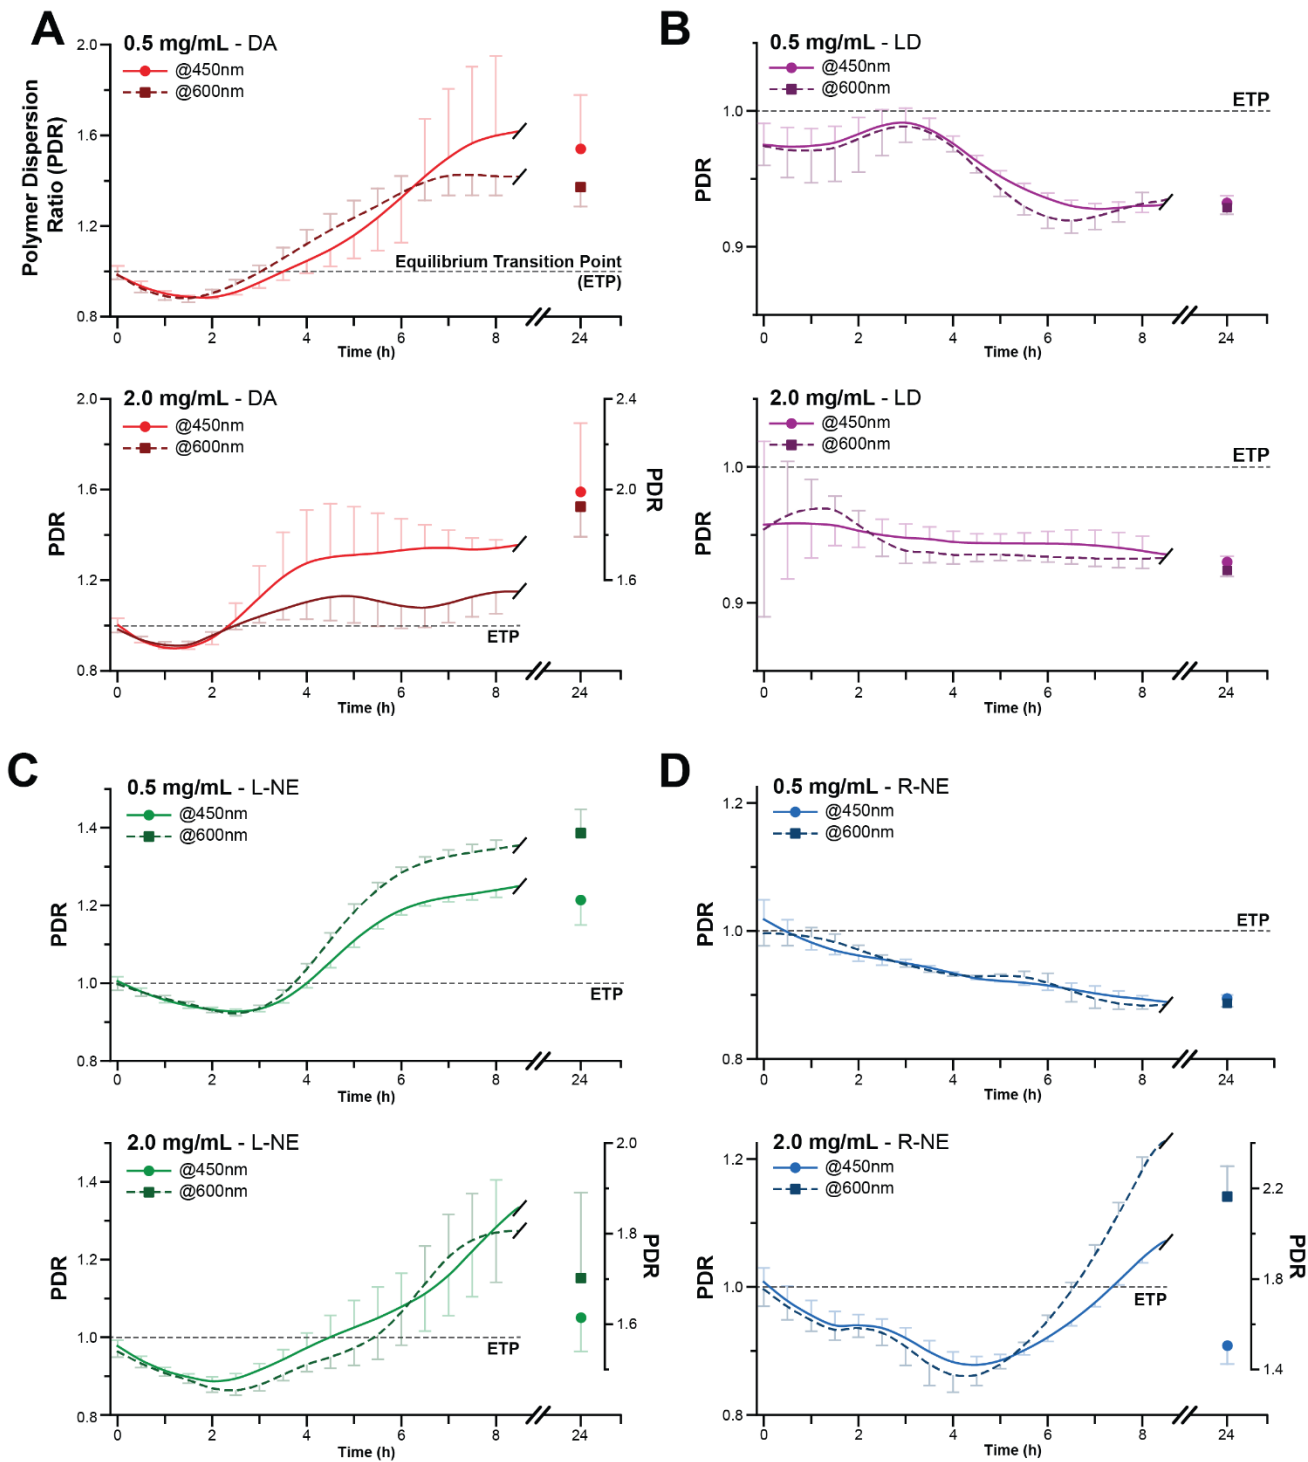 A
0.5 mg/mL - DA
@450nm
@600nm
Polymer Dispersion
Ratio (PDR)
2.0
1.6
1.2
0.8
Equilibrium Transition Point
(ETP)
0
2
4
6
8
24
Time (h)
2.0 mg/mL - DA
@450nm
@600nm
PDR
2.0
1.6
1.2
0.8
ETP
2.4
2.0
1.6
PDR
0
2
4
6
8
24
Time (h)
B
0.5 mg/mL - LD
@450nm
@600nm
PDR
1.0
0.9
ETP
0
2
4
6
8
24
Time (h)
2.0 mg/mL - LD
@450nm
@600nm
PDR
1.0
0.9
ETP
0
2
4
6
8
24
Time (h)
C
0.5 mg/mL - L-NE
@450nm
@600nm
PDR
1.4
1.2
1.0
0.8
ETP
0
2
4
6
8
24
Time (h)
2.0 mg/mL - L-NE
@450nm
@600nm
PDR
1.4
1.2
1.0
0.8
ETP
2.0
1.8
1.6
PDR
0
2
4
6
8
24
Time (h)
D
0.5 mg/mL - R-NE
@450nm
@600nm
PDR
1.2
1.0
0.8
ETP
0
2
4
6
8
24
Time (h)
2.0 mg/mL - R-NE
@450nm
@600nm
PDR
1.2
1.0
0.8
ETP
2.2
1.8
1.4
PDR
0
2
4
6
8
24
Time (h)